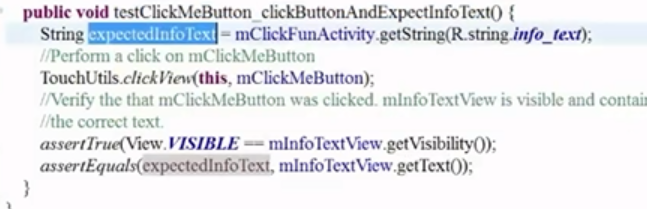 public void testClickMeButton_clickButtonAndExpectInfoText() {
String expectedInfoText = mClickFunActivity.getString(R.string.info_text);
//Perform a click on mClickMeButton
TouchUtils.clickView(this, mClickMeButton);
//Verify the that mClickMeButton was clicked. mInfoTextView is visible and contai
//the correct text.
assertTrue(View.VISIBLE == mInfoTextView.getVisibility());
assertEquals(expectedInfoText, mInfoTextView.getText());
}